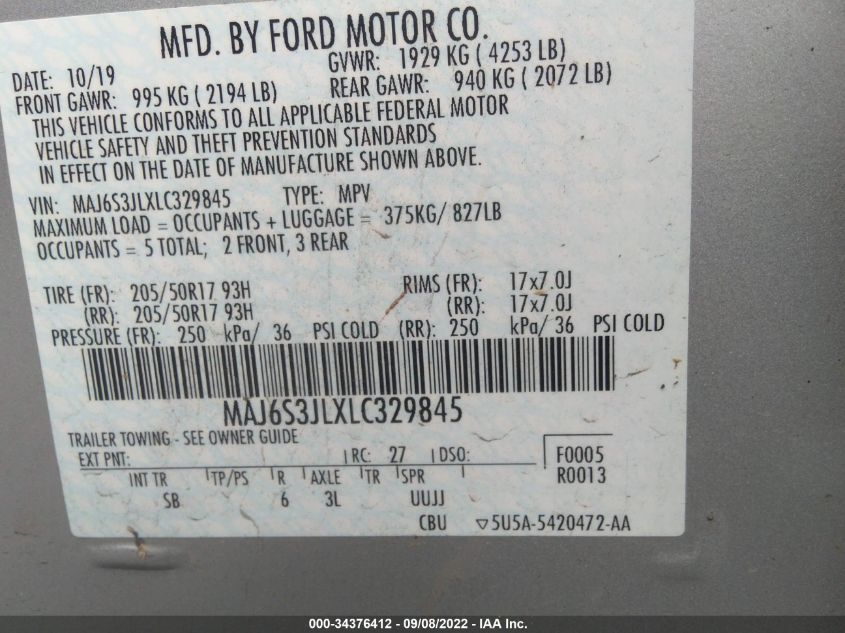 MFD. BY FORD MOTOR CO.
DATE: 10/19 GVWR: 1929 KG ( 4253 LB)
FRONT GAWR: 995 KG ( 2194 LB) REAR GAWR: 940 KG ( 2072 LB)
THIS VEHICLE CONFORMS TO ALL APPLICABLE FEDERAL MOTOR
VEHICLE SAFETY AND THEFT PREVENTION STANDARDS
IN EFFECT ON THE DATE OF MANUFACTURE SHOWN ABOVE.
VIN: MAJ6S3JLXLC329845 TYPE: MPV
MAXIMUM LOAD = OCCUPANTS + LUGGAGE = 375KG/ 827LB
OCCUPANTS = 5 TOTAL; 2 FRONT, 3 REAR
TIRE (FR): 205/50R17 93H RIMS (FR): 17x7.0J
(RR): 205/50R17 93H (RR): 17x7.0J
PRESSURE (FR): 250 kPa/ 36 PSI COLD (RR): 250 kPa/ 36 PSI COLD
MAJ6S3JLXLC329845
TRAILER TOWING - SEE OWNER GUIDE
EXT PNT: RC: 27 DSO: F0005
R0013
INT TR TP/PS R AXLE TR SPR
SB 6 3L UUJJ
CBU ▽5U5A-5420472-AA
000-34376412 - 09/08/2022 - IAA Inc.